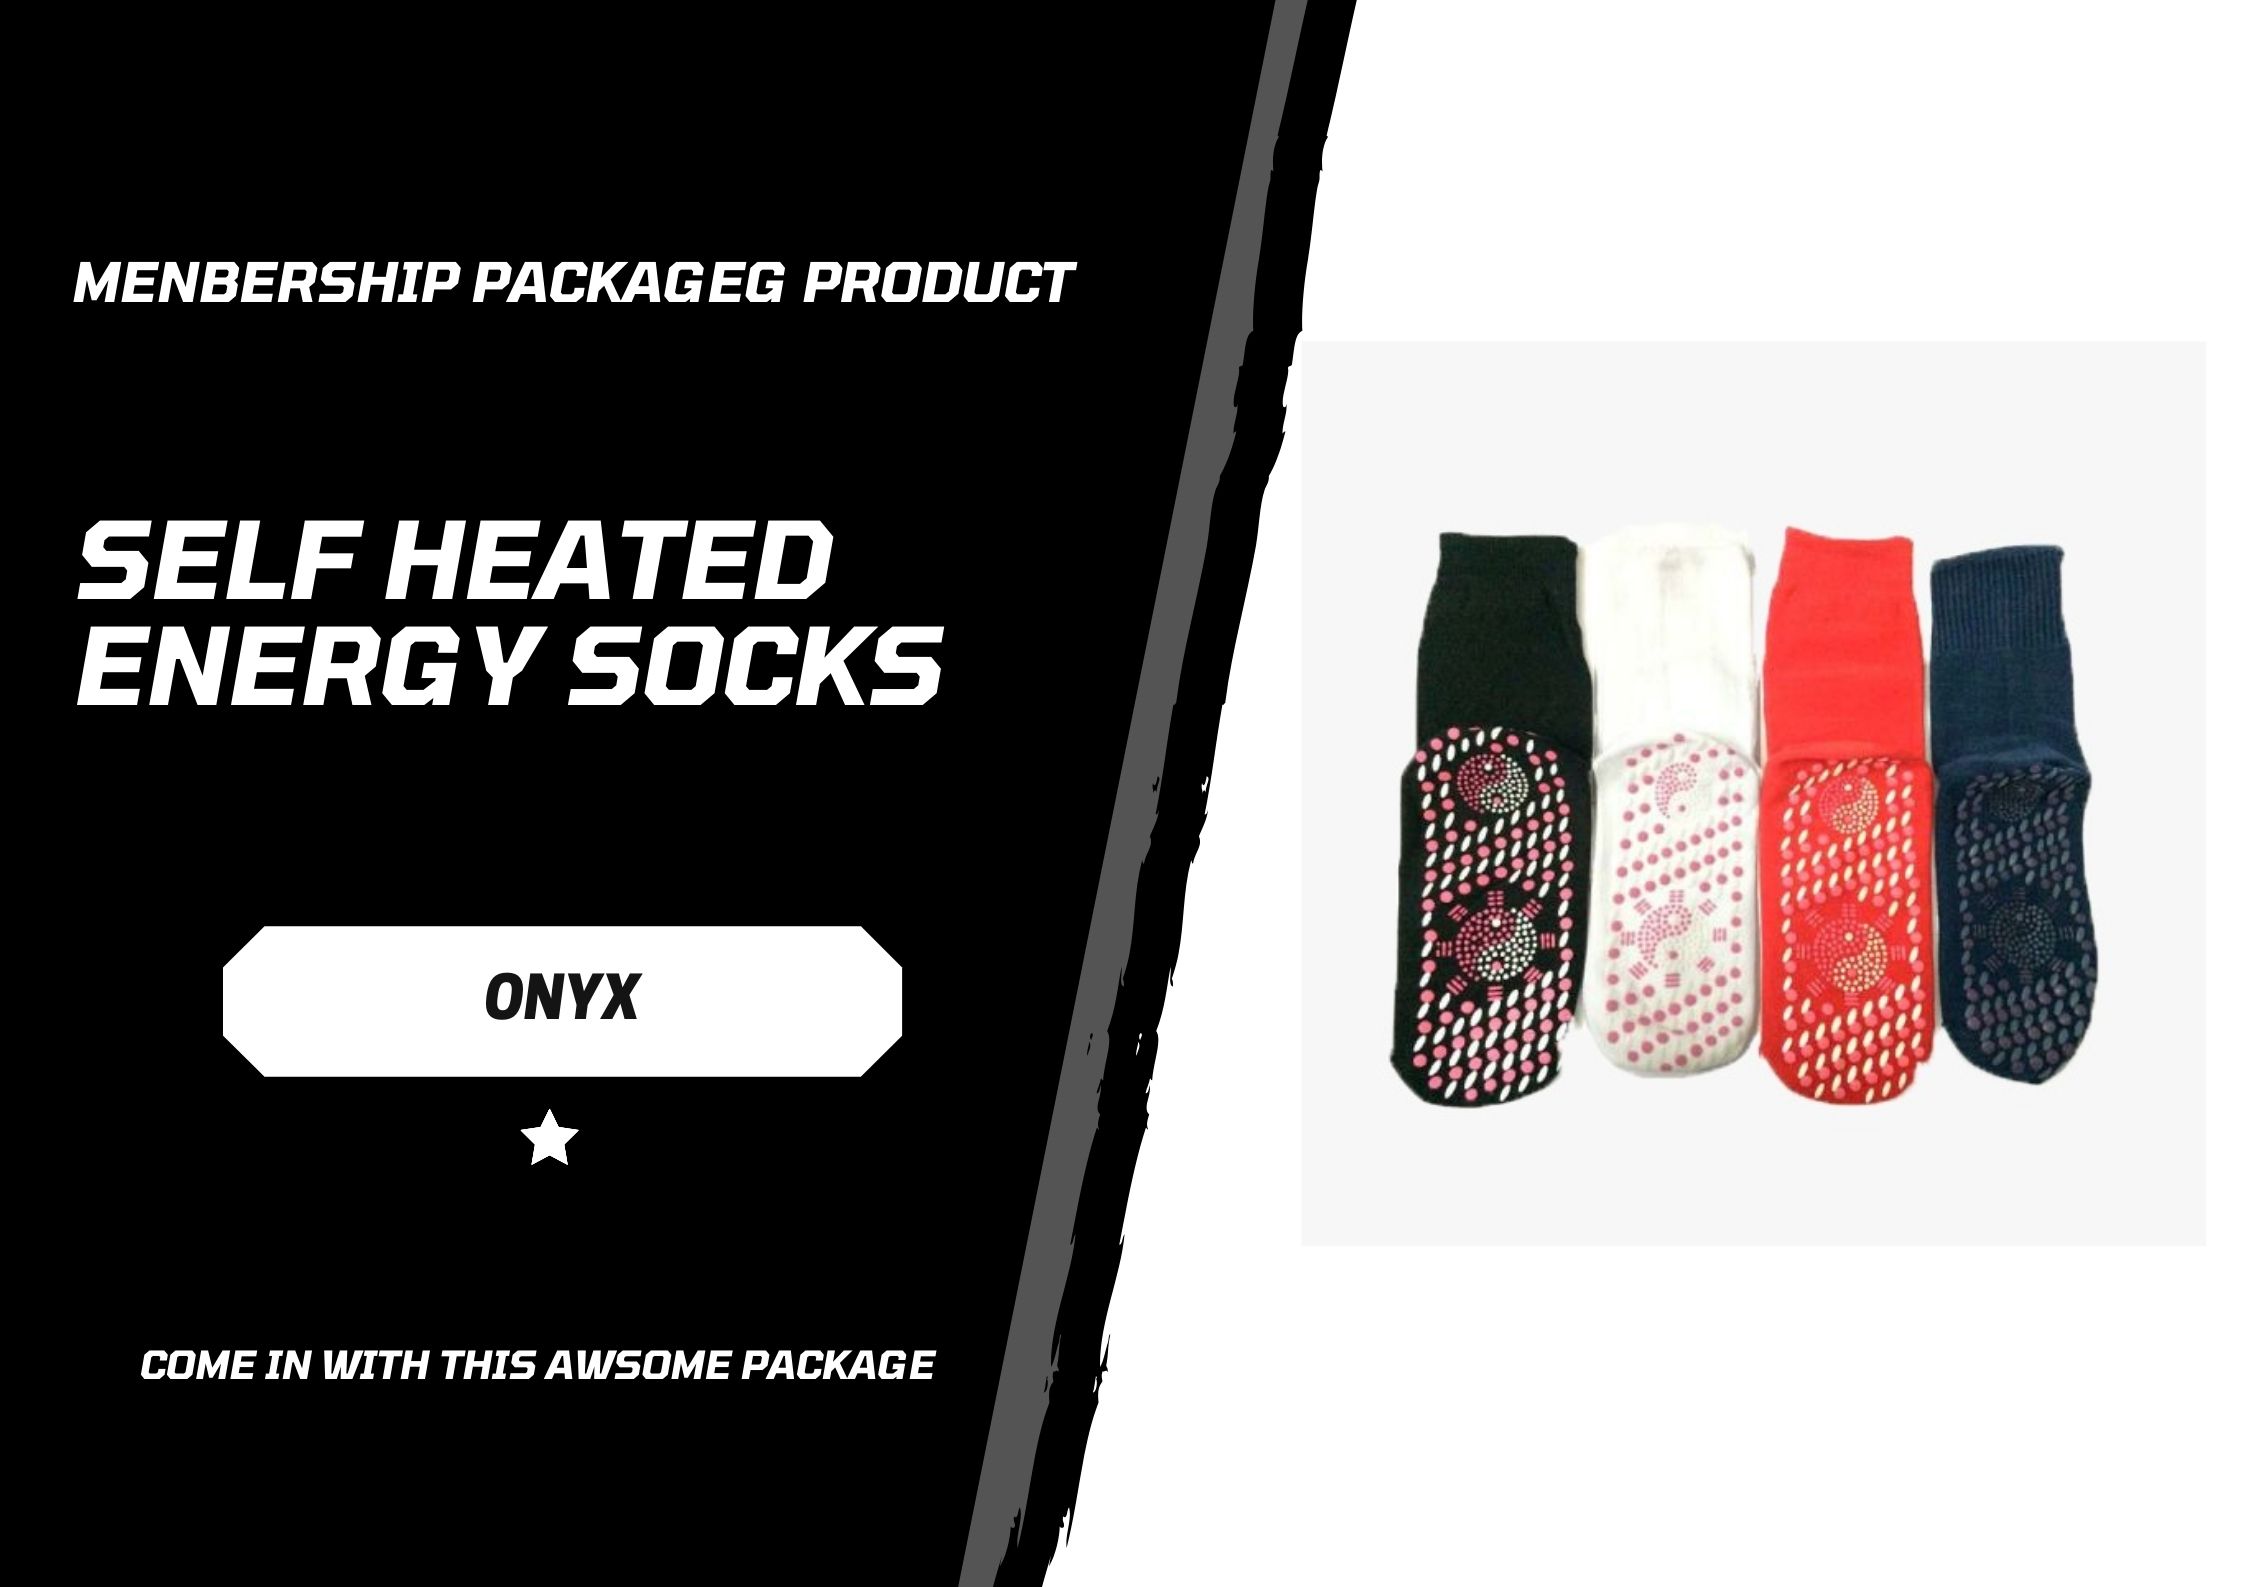 MENBERSHIP PACKAGEG PRODUCT
SELF HEATED
ENERGY SOCKS
ONYX
COME IN WITH THIS AWSOME PACKAGE